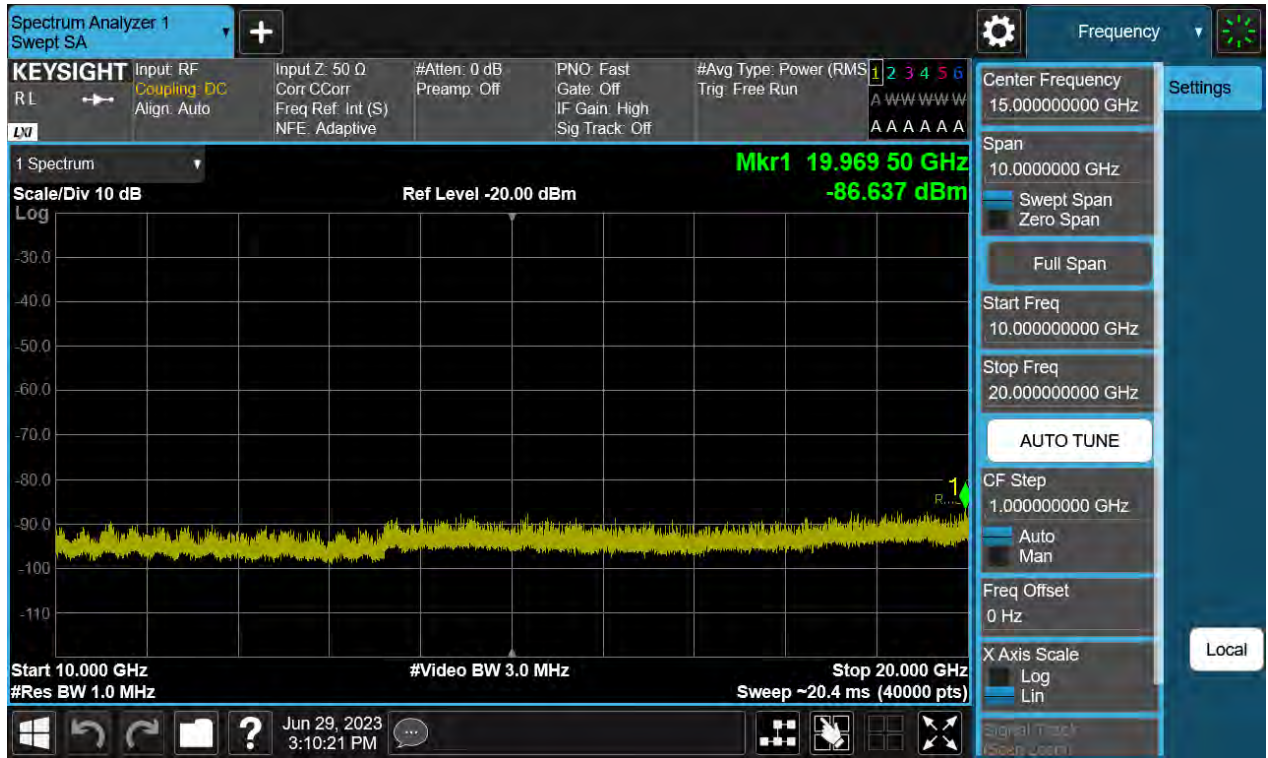 Spectrum Analyzer 1
Swept SA
Frequency
KEYSIGHT
RL
LXI
Input: RF
Coupling: DC
Align: Auto
Input Z: 50 Ω
Corr CCorr
Freq Ref: Int (S)
NFE: Adaptive
#Atten: 0 dB
Preamp: Off
PNO: Fast
Gate: Off
IF Gain: High
Sig Track: Off
#Avg Type: Power (RMS
Trig: Free Run
1 2 3 4 5 6
A W W W W W
A A A A A A
1 Spectrum
Scale/Div 10 dB
Log
Ref Level -20.00 dBm
Mkr1 19.969 50 GHz
-86.637 dBm
-30.0
-40.0
-50.0
-60.0
-70.0
-80.0
-90.0
-100
-110
1
Start 10.000 GHz
#Video BW 3.0 MHz
Stop 20.000 GHz
#Res BW 1.0 MHz
Sweep ~20.4 ms (40000 pts)
Center Frequency
15.000000000 GHz
Span
10.0000000 GHz
Swept Span
Zero Span
Full Span
Start Freq
10.000000000 GHz
Stop Freq
20.000000000 GHz
AUTO TUNE
CF Step
1.000000000 GHz
Auto
Man
Freq Offset
0 Hz
X Axis Scale
Log
Lin
Signal Track
(Span Zoom)
Settings
Local
?
Jun 29, 2023
3:10:21 PM